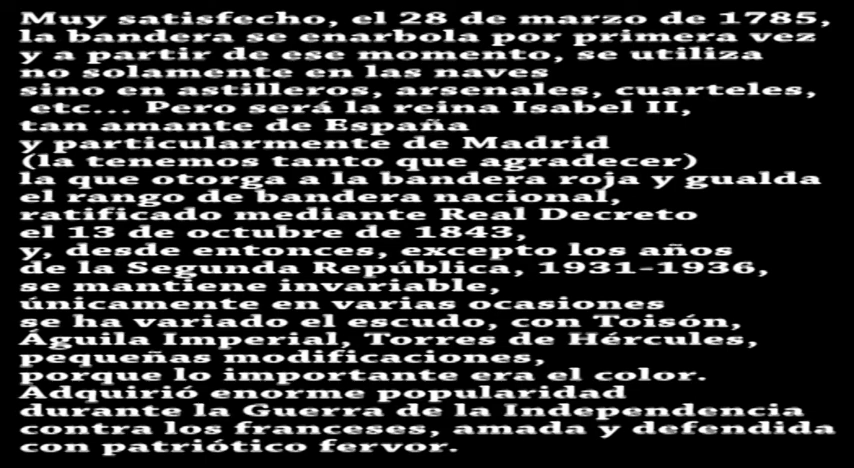 Muy satisfecho, el 28 de marzo de 1785,
la bandera se enarbola por primera vez
y a partir de ese momento, se utiliza
no solamente en las naves
sino en astilleros, arsenales, cuarteles,
etc... Pero será la reina Isabel II,
tan amante de España
y particularmente de Madrid
(la tenemos tanto que agradecer)
la que otorga a la bandera roja y gualda
el rango de bandera nacional,
ratificado mediante Real Decreto
el 13 de octubre de 1843,
y, desde entonces, excepto los años
de la Segunda República, 1931-1936,
se mantiene invariable,
únicamente en varias ocasiones
se ha variado el escudo, con Toisón,
Águila Imperial, Torres de Hércules,
pequeñas modificaciones,
porque lo importante era el color.
Adquirió enorme popularidad
durante la Guerra de la Independencia
contra los franceses, amada y defendida
con patriótico fervor.